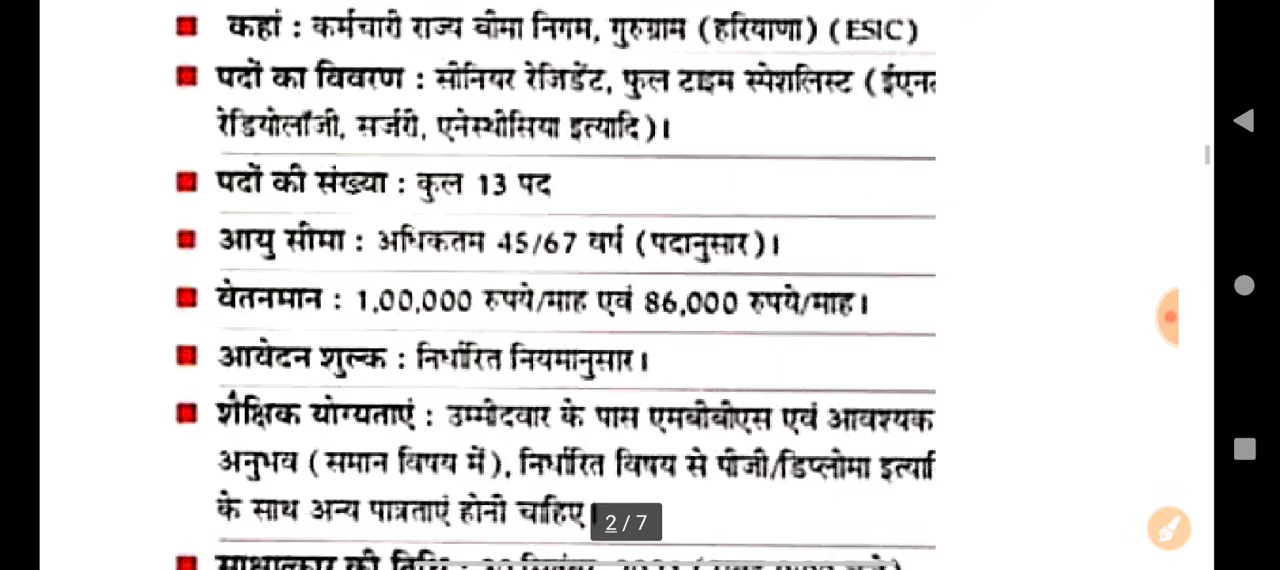 कहां : कर्मचारी राज्य बीमा निगम, गुरुग्राम (हरियाणा) (ESIC)
पदों का विवरण : सीनियर रेजिडेंट, फुल टाइम स्पेशलिस्ट (ईएन
रेडियोलॉजी, सर्जरी, एनेस्थीसिया इत्यादि)।
पदों की संख्या : कुल 13 पद
आयु सीमा : अधिकतम 45/67 वर्ष (पदानुसार)।
वेतनमान : 1,00,000 रुपये/माह एवं 86,000 रुपये/माह।
आवेदन शुल्क : निर्धारित नियमानुसार।
शैक्षिक योग्यताएं : उम्मीदवार के पास एमबीबीएस एवं आवश्यक
अनुभव (समान विषय में), निर्धारित विषय से पीजी/डिप्लोमा इत्या
के साथ अन्य पात्रताएं होनी चाहिए
2 / 7
साक्षात्कार की तिथि :